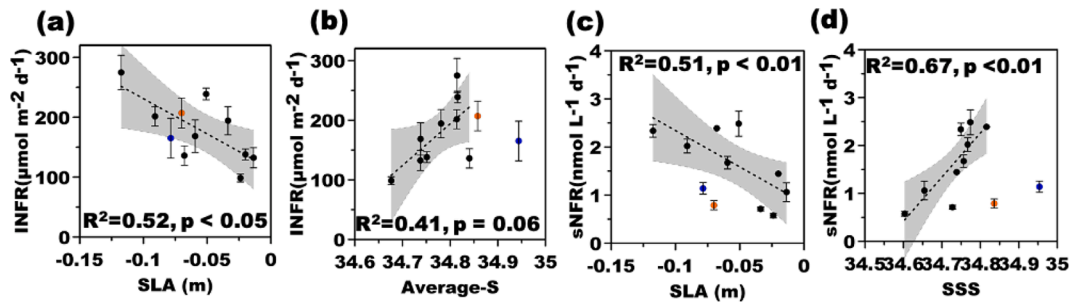 (a)
INFR(μmol m⁻² d⁻¹)
300
200
100
0
R²=0.52, p < 0.05
-0.15 -0.1 -0.05 0
SLA (m)
(b)
INFR(μmol m⁻² d⁻¹)
300
200
100
0
R²=0.41, p = 0.06
34.6 34.7 34.8 34.9 35
Average-S
(c)
sNFR(nmol L⁻¹ d⁻¹)
R²=0.51, p < 0.01
4
3
2
1
0
-0.15 -0.1 -0.05 0
SLA (m)
(d)
sNFR(nmol L⁻¹ d⁻¹)
R²=0.67, p <0.01
4
3
2
1
0
34.5 34.6 34.7 34.8 34.9 35
SSS